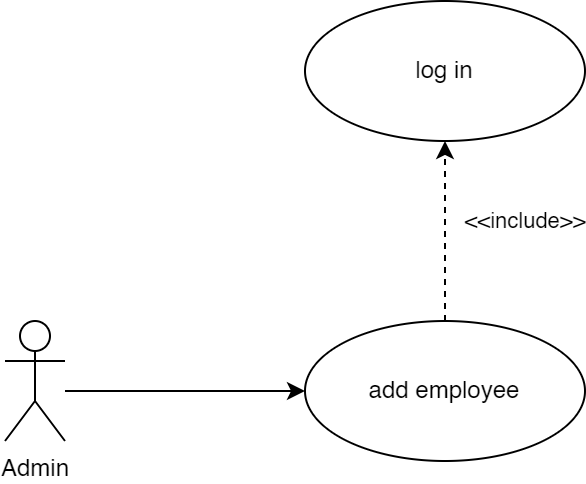 log in
<<include>>
add employee
Admin